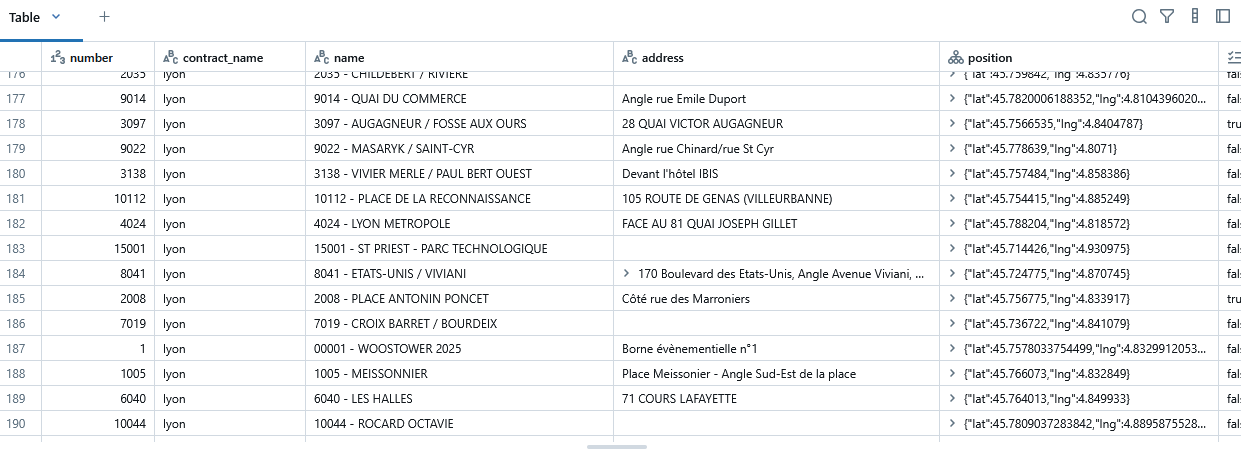 Table
number contract_name name address position
176 2035 lyon 2035 - CHILDEBERT / RIVIERE {"lat":45.759842,"lng":4.835776} fal
177 9014 lyon 9014 - QUAI DU COMMERCE Angle rue Emile Duport {"lat":45.7820006188352,"lng":4.8104396020... fal
178 3097 lyon 3097 - AUGAGNEUR / FOSSE AUX OURS 28 QUAI VICTOR AUGAGNEUR {"lat":45.7566535,"lng":4.8404787} tru
179 9022 lyon 9022 - MASARYK / SAINT-CYR Angle rue Chinard/rue St Cyr {"lat":45.778639,"lng":4.8071} fal
180 3138 lyon 3138 - VIVIER MERLE / PAUL BERT OUEST Devant l'hôtel IBIS {"lat":45.757484,"lng":4.858386} fal
181 10112 lyon 10112 - PLACE DE LA RECONNAISSANCE 105 ROUTE DE GENAS (VILLEURBANNE) {"lat":45.754415,"lng":4.885249} fal
182 4024 lyon 4024 - LYON METROPOLE FACE AU 81 QUAI JOSEPH GILLET {"lat":45.788204,"lng":4.818572} fal
183 15001 lyon 15001 - ST PRIEST - PARC TECHNOLOGIQUE {"lat":45.714426,"lng":4.930975} fal
184 8041 lyon 8041 - ETATS-UNIS / VIVIANI 170 Boulevard des Etats-Unis, Angle Avenue Viviani, ... {"lat":45.724775,"lng":4.870745} fal
185 2008 lyon 2008 - PLACE ANTONIN PONCET Côté rue des Marroniers {"lat":45.756775,"lng":4.833917} tru
186 7019 lyon 7019 - CROIX BARRET / BOURDEIX {"lat":45.736722,"lng":4.841079} fal
187 1 lyon 00001 - WOOSTOWER 2025 Borne évènementielle n°1 {"lat":45.7578033754499,"lng":4.8329912053... fal
188 1005 lyon 1005 - MEISSONNIER Place Meissonier - Angle Sud-Est de la place {"lat":45.766073,"lng":4.832849} fal
189 6040 lyon 6040 - LES HALLES 71 COURS LAFAYETTE {"lat":45.764013,"lng":4.849933} fal
190 10044 lyon 10044 - ROCARD OCTAVIE {"lat":45.7809037283842,"lng":4.8895875528... fal